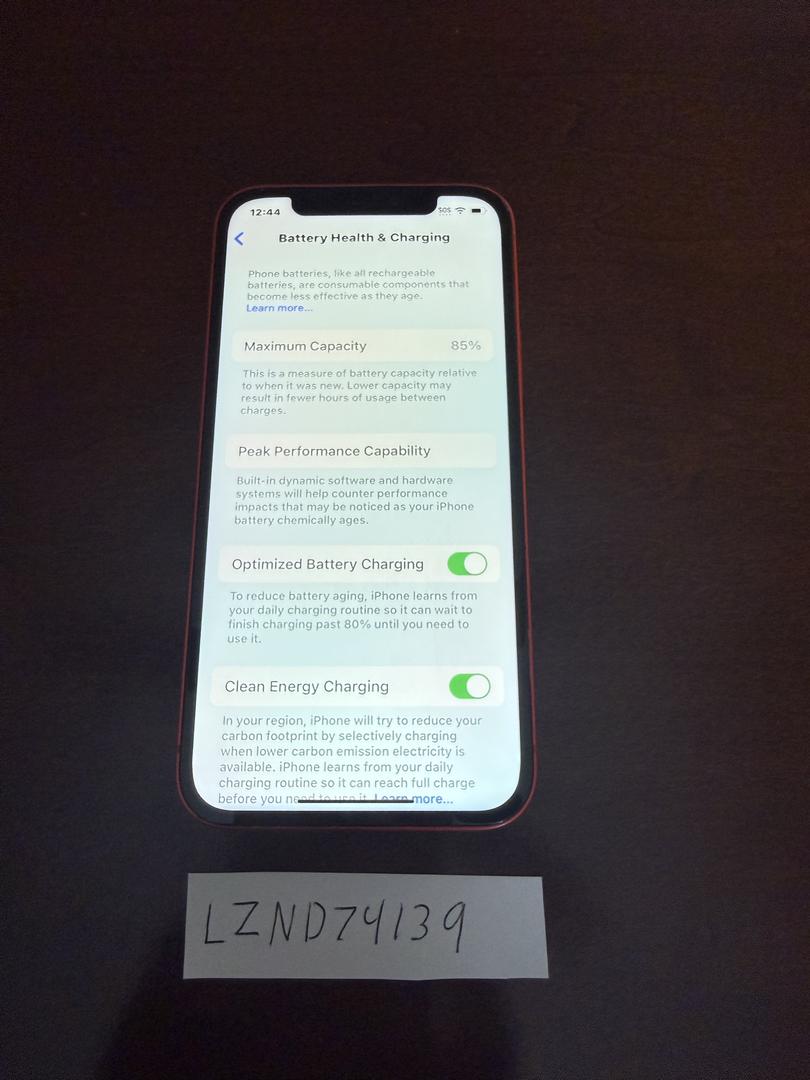 12:44 SOS
Battery Health & Charging
Phone batteries, like all rechargeable
batteries, are consumable components that
become less effective as they age.
Learn more...
Maximum Capacity 85%
This is a measure of battery capacity relative
to when it was new. Lower capacity may
result in fewer hours of usage between
charges.
Peak Performance Capability
Built-in dynamic software and hardware
systems will help counter performance
impacts that may be noticed as your iPhone
battery chemically ages.
Optimized Battery Charging
To reduce battery aging, iPhone learns from
your daily charging routine so it can wait to
finish charging past 80% until you need to
use it.
Clean Energy Charging
In your region, iPhone will try to reduce your
carbon footprint by selectively charging
when lower carbon emission electricity is
available. iPhone learns from your daily
charging routine so it can reach full charge
before you need to use it. Learn more...
LZND74139